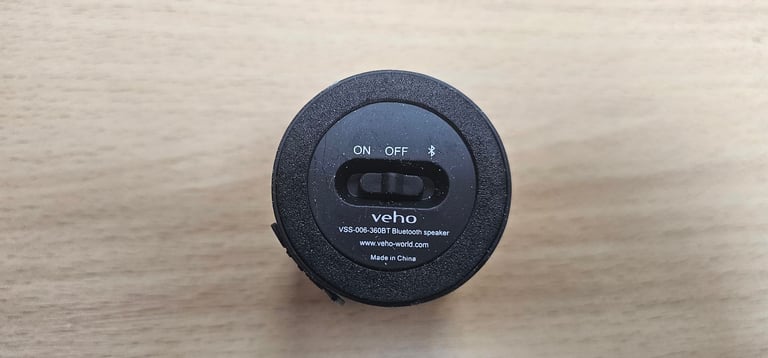 ON OFF
veho
VSS-006-360BT Bluetooth speaker
www.veho-world.com
Made in China